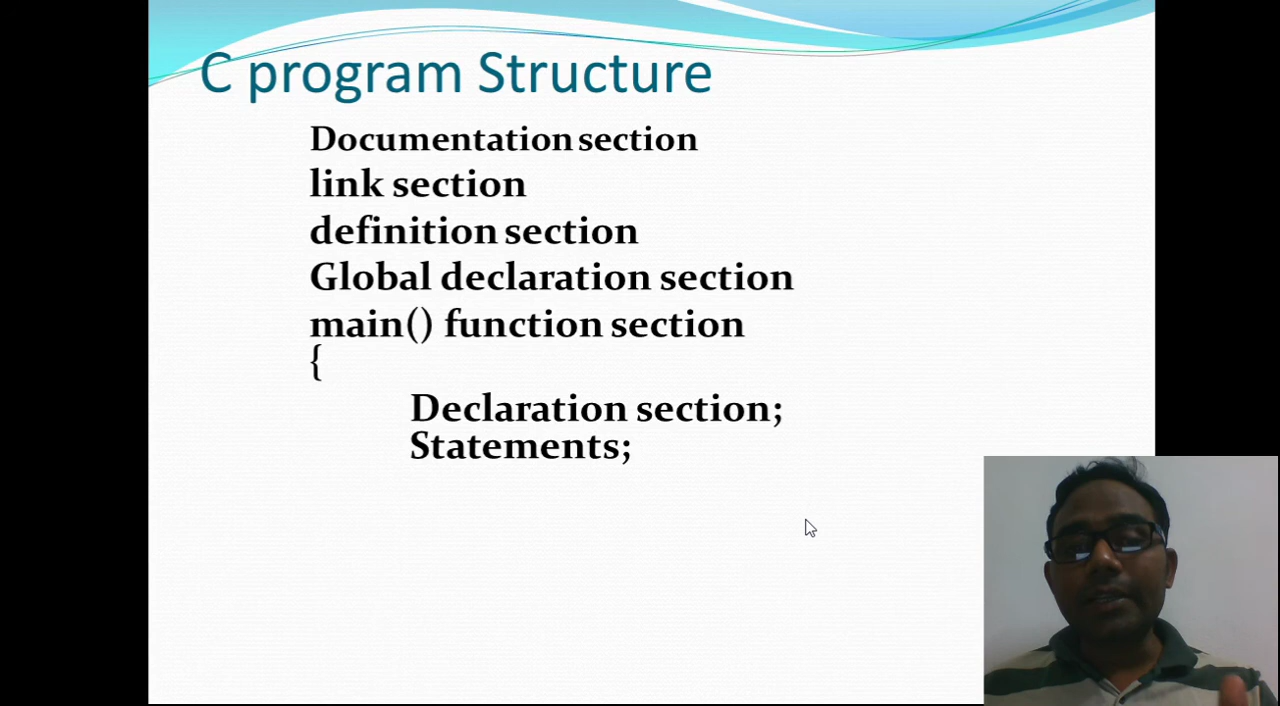 C program Structure
Documentation section
link section
definition section
Global declaration section
main() function section
{
Declaration section;
Statements;